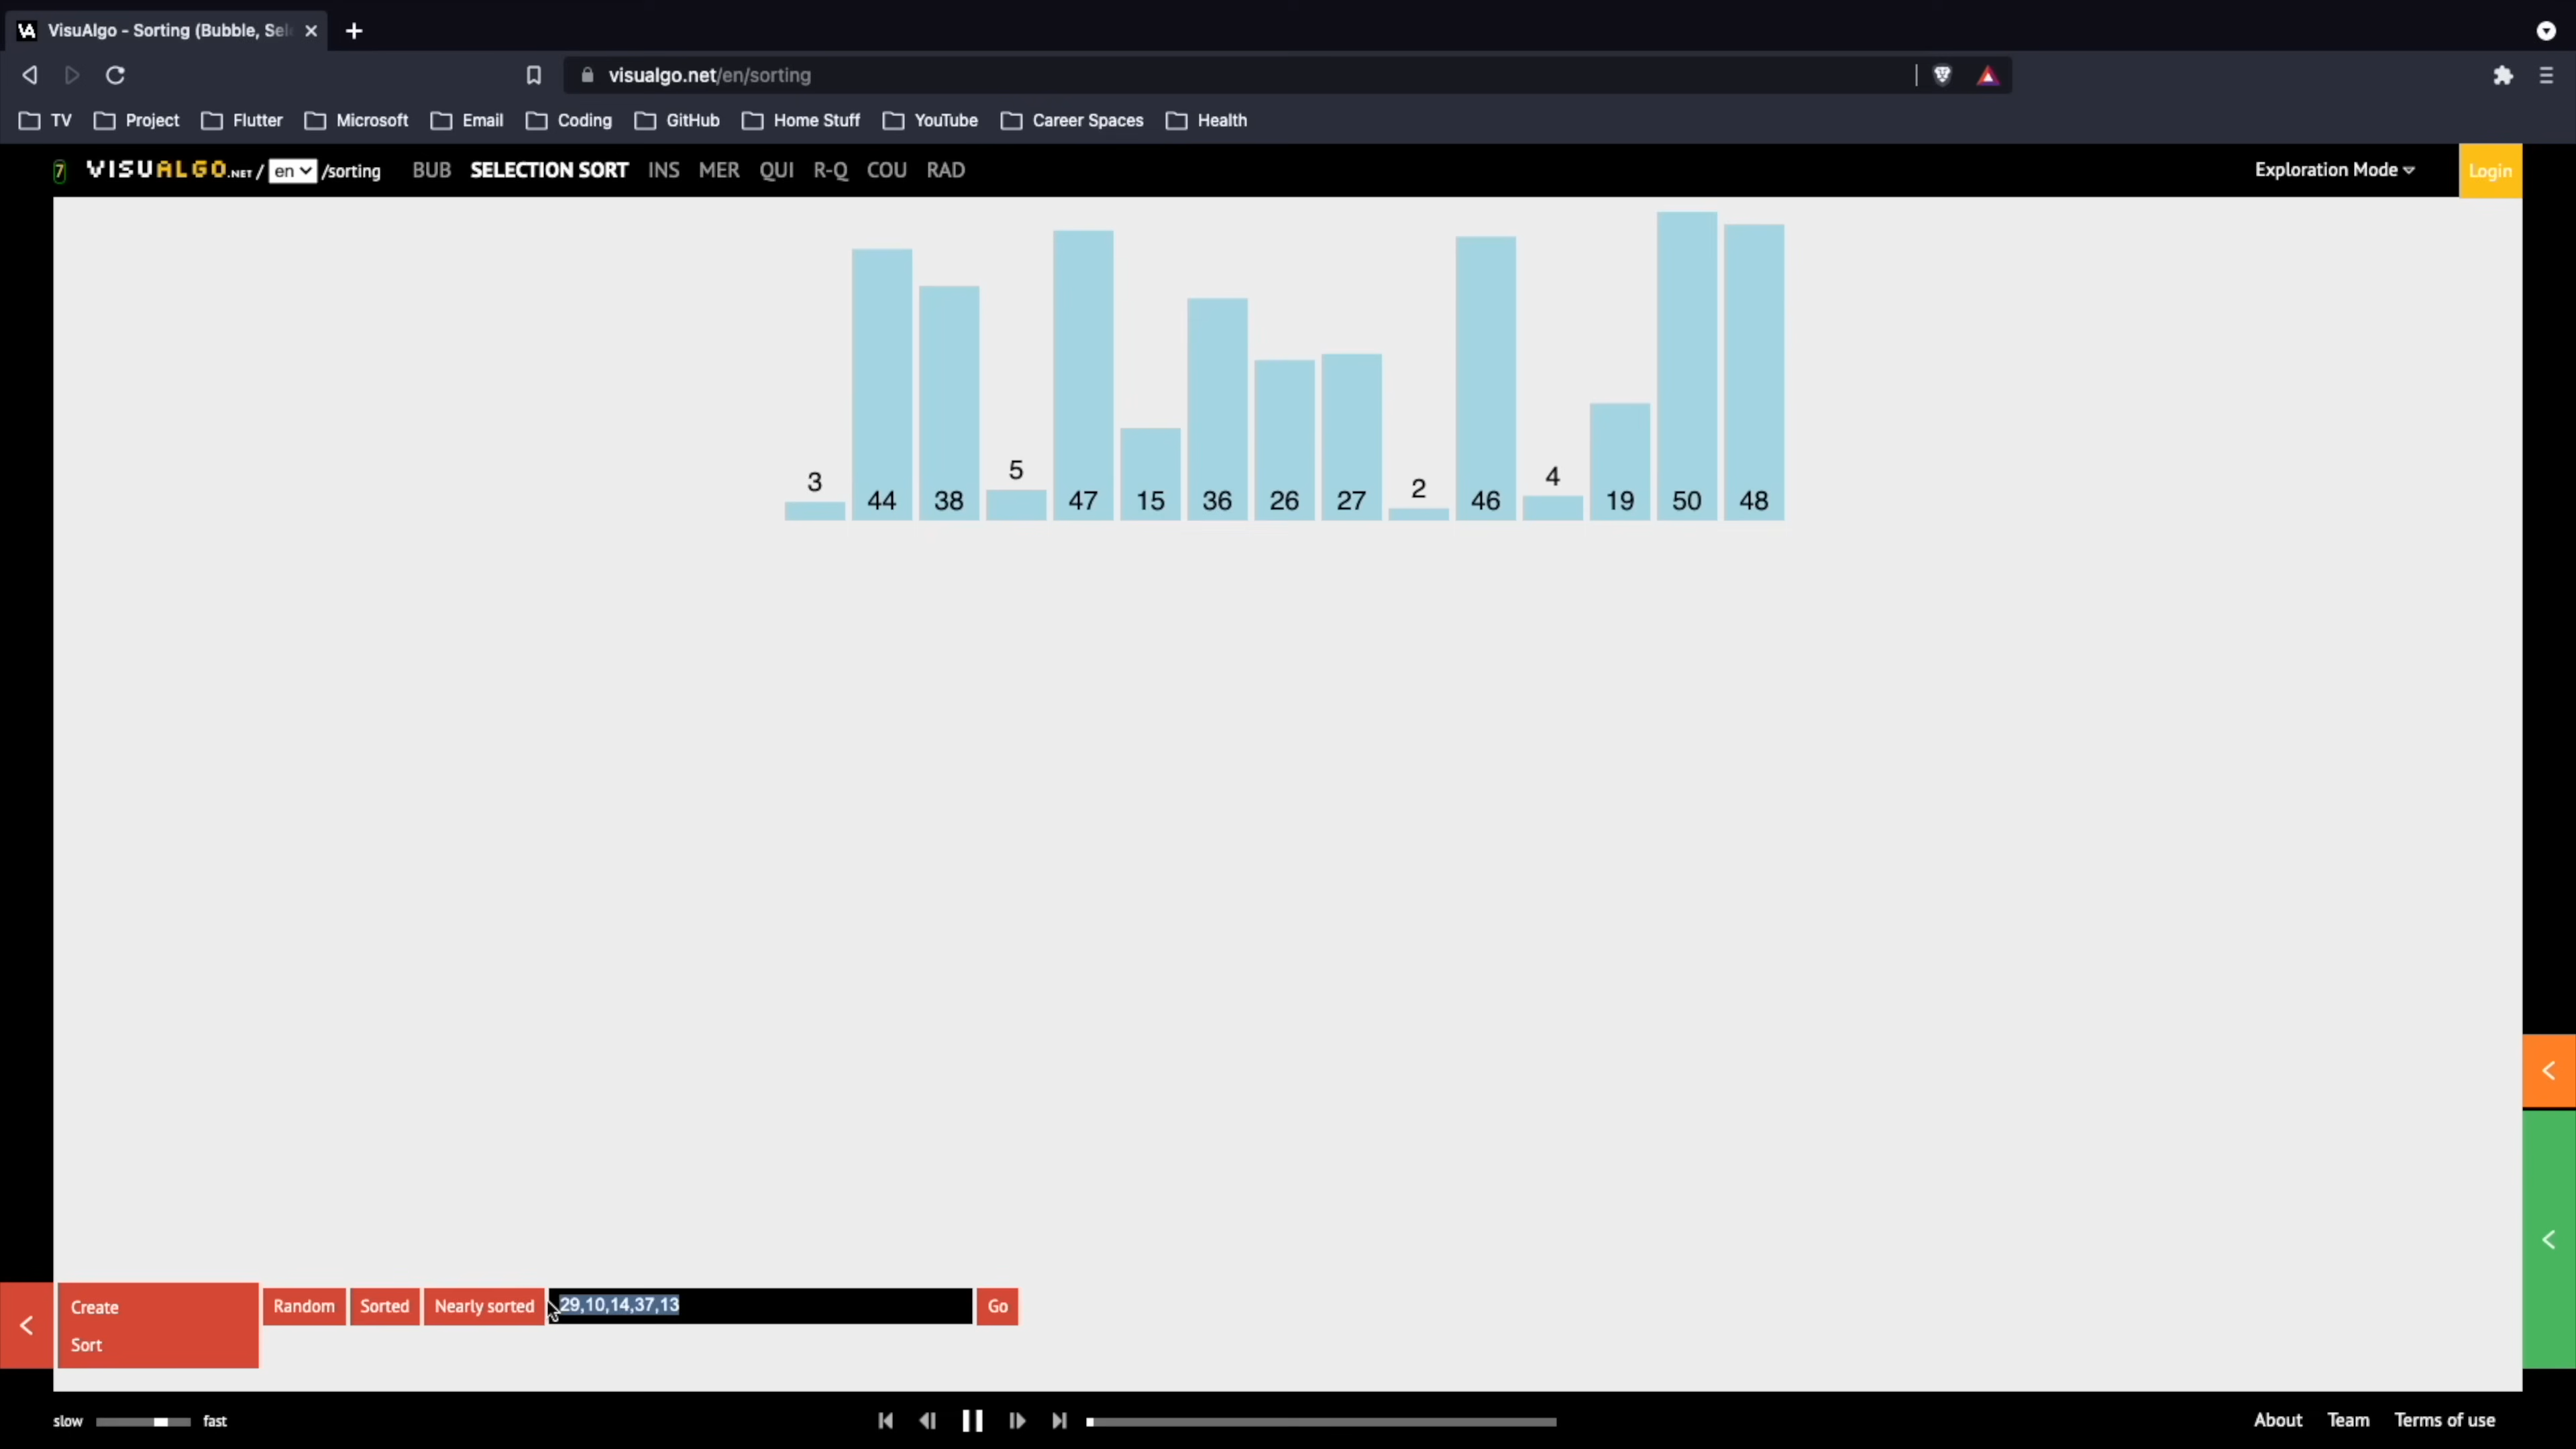 VisuAlgo - Sorting (Bubble, Sel
visualgo.net/en/sorting
TV Project Flutter Microsoft Email Coding GitHub Home Stuff YouTube Career Spaces Health
7 VISUALGO.NET / en /sorting BUB SELECTION SORT INS MER QUI R-Q COU RAD Exploration Mode Login
3 44 38 5 47 15 36 26 27 2 46 4 19 50 48
Create Random Sorted Nearly sorted 29,10,14,37,13 Go
Sort
slow fast About Team Terms of use